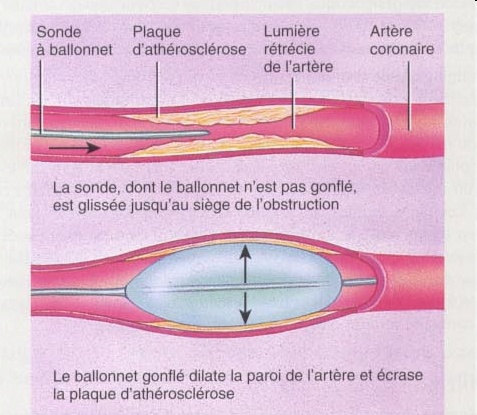 Sonde
à ballonnet
Plaque
d'athérosclérose
Lumière
rétrécie
de l'artère
Artère
coronaire
La sonde, dont le ballonnet n'est pas gonflé,
est glissée jusqu'au siège de l'obstruction
Le ballonnet gonflé dilate la paroi de l'artère et écrase
la plaque d'athérosclérose